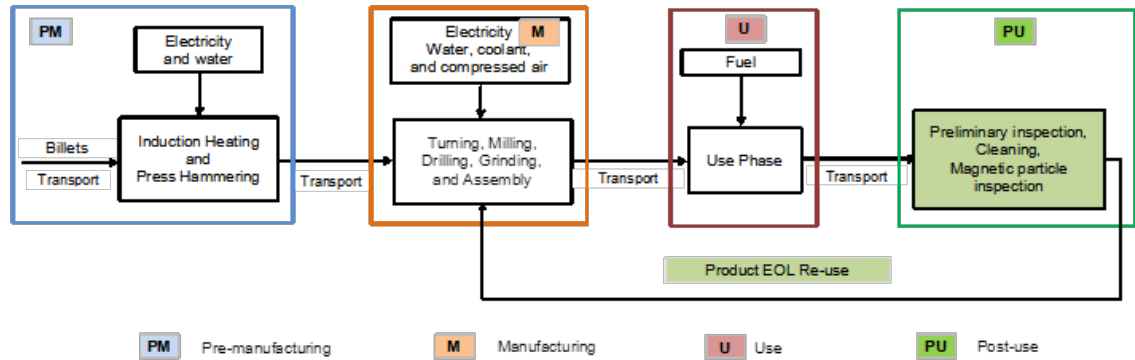 PM
Electricity
and water
Billets
Transport
Induction Heating
and
Press Hammering
Transport
Electricity
M
Water, coolant,
and compressed air
Turning, Milling,
Drilling, Grinding,
and Assembly
Transport
U
Fuel
Use Phase
Transport
PU
Preliminary inspection,
Cleaning,
Magnetic particle
inspection
Product EOL Re-use
PM Pre-manufacturing
M Manufacturing
U Use
PU Post-use